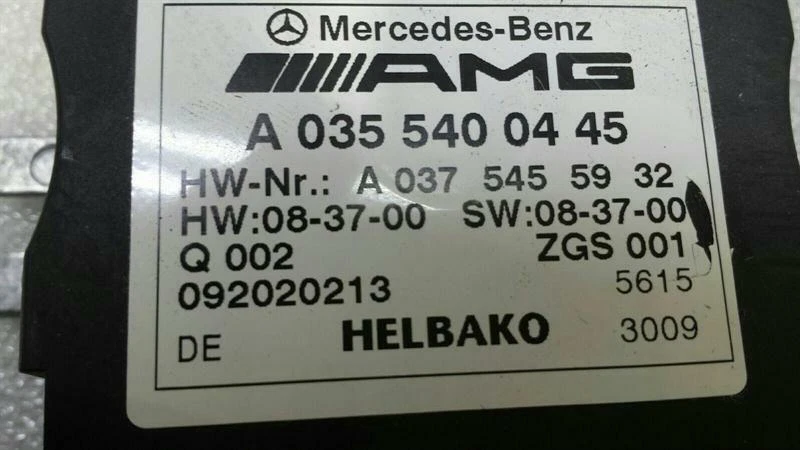 Mercedes-Benz
AMG
A 035 540 04 45
HW-Nr.: A 037 545 59 32
HW:08-37-00 SW:08-37-00
Q 002 ZGS 001
092020213 5615
DE HELBAKO 3009